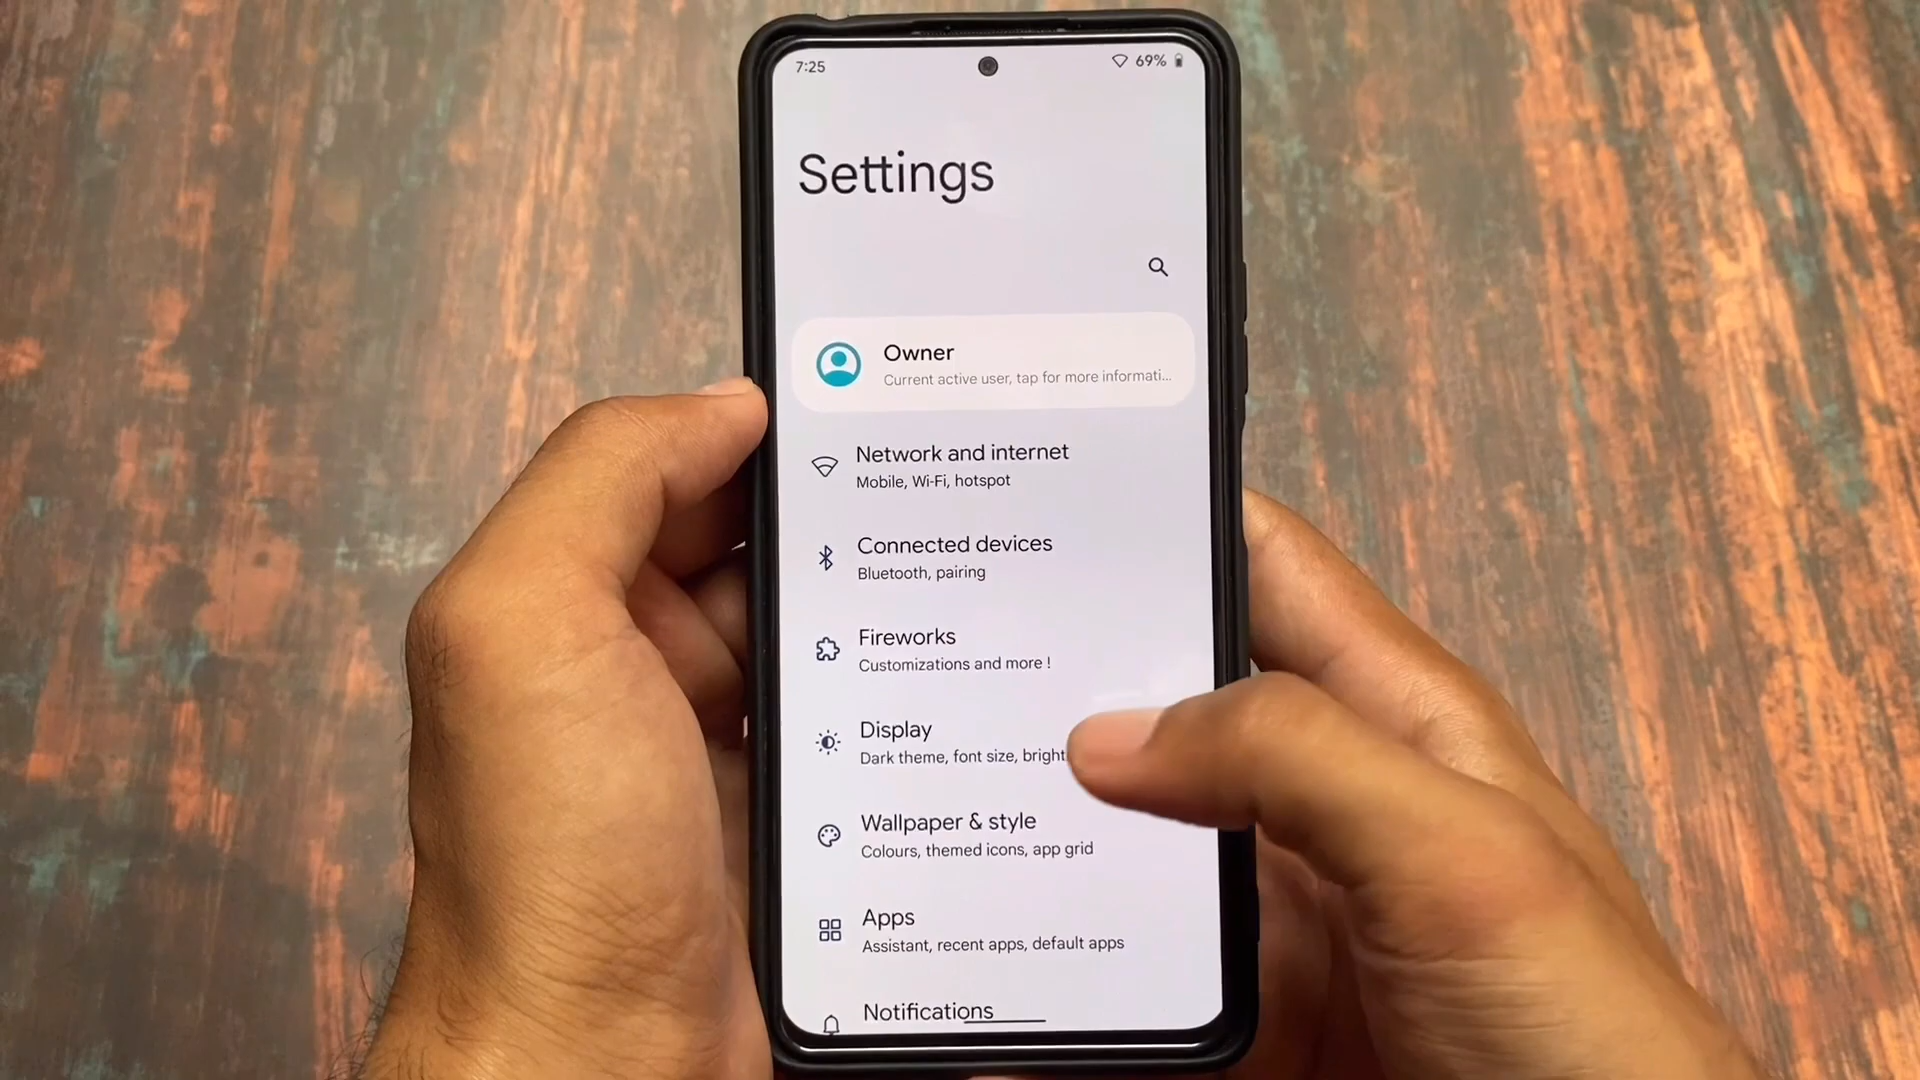 7:25
69%
Settings
Owner
Current active user, tap for more informati...
Network and internet
Mobile, Wi-Fi, hotspot
Connected devices
Bluetooth, pairing
Fireworks
Customizations and more !
Display
Dark theme, font size, bright
Wallpaper & style
Colours, themed icons, app grid
Apps
Assistant, recent apps, default apps
Notifications